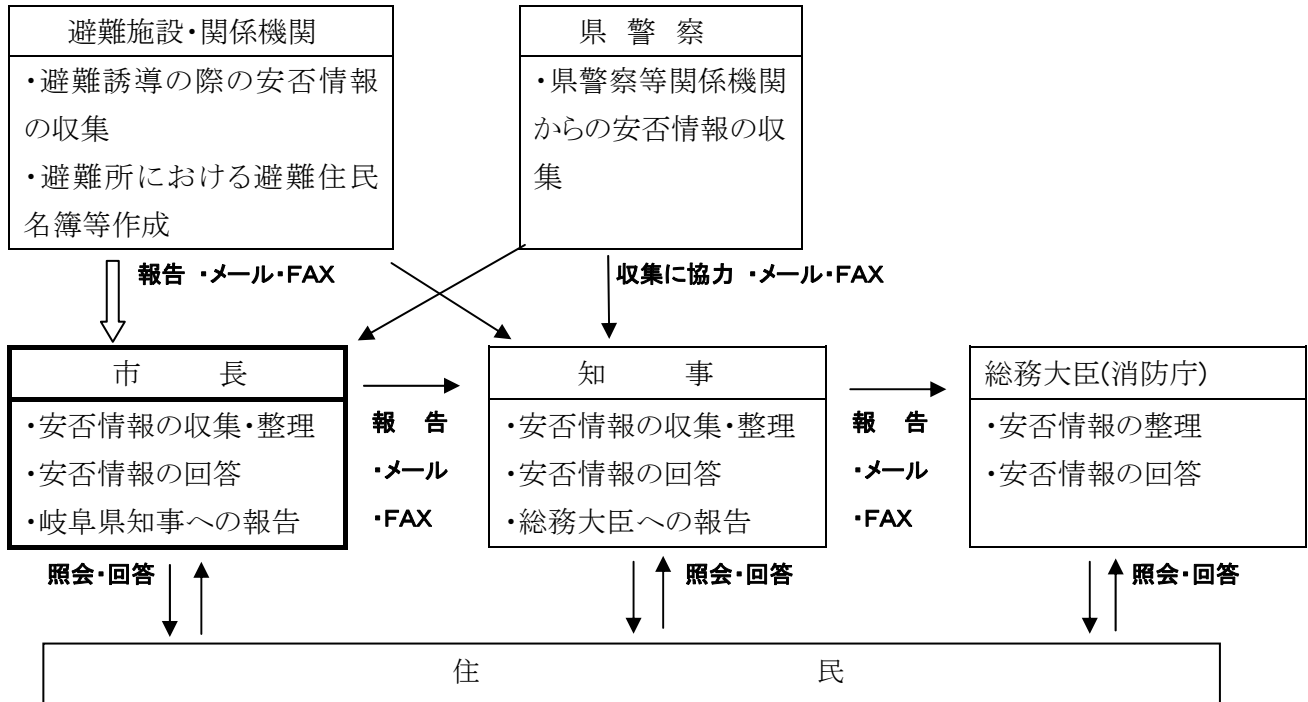 避難施設・関係機関
・避難誘導の際の安否情報
の収集
・避難所における避難住民
名簿等作成
県 警 察
・県警察等関係機関
からの安否情報の収
集
報告 ・メール・FAX
収集に協力 ・メール・FAX
市 長
・安否情報の収集・整理
・安否情報の回答
・岐阜県知事への報告
報 告
・メール
・FAX
知 事
・安否情報の収集・整理
・安否情報の回答
・総務大臣への報告
報 告
・メール
・FAX
総務大臣(消防庁)
・安否情報の整理
・安否情報の回答
照会・回答
照会・回答
照会・回答
住 民